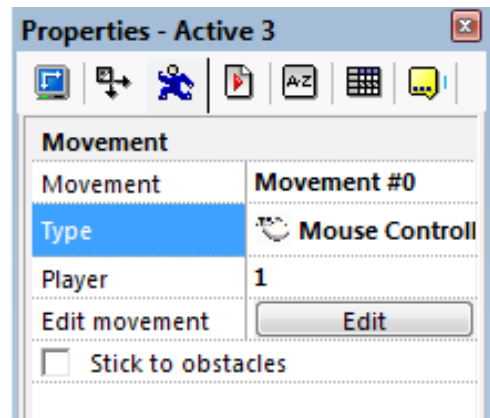 Properties - Active 3
A-Z
Movement
Movement Movement #0
Type Mouse Controll
Player 1
Edit movement Edit
Stick to obstacles